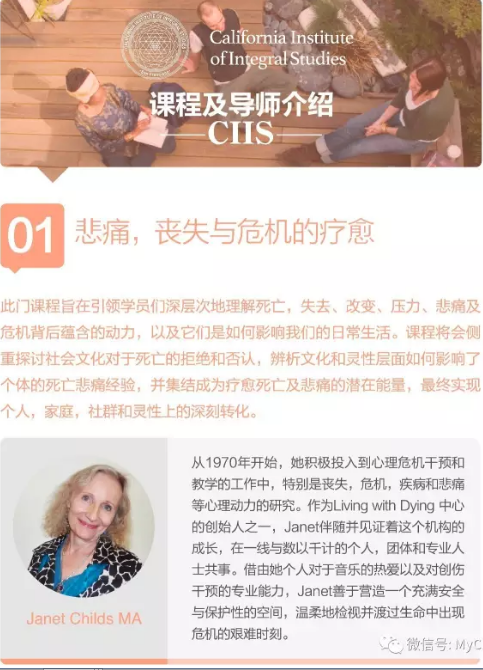 California Institute
of Integral Studies
课程及导师介绍
CIIS
01
悲痛，丧失与危机的疗愈
此门课程旨在引领学员们深层次地理解死亡，失去、改变、压力、悲痛及
危机背后蕴含的动力，以及它们是如何影响我们的日常生活。课程将会侧
重探讨社会文化对于死亡的拒绝和否认，辨析文化和灵性层面如何影响了
个体的死亡悲痛经验，并集结成为疗愈死亡及悲痛的潜在能量，最终实现
个人，家庭，社群和灵性上的深刻转化。
从1970年开始，她积极投入到心理危机干预和
教学的工作中，特别是丧失，危机，疾病和悲痛
等心理动力的研究。作为Living with Dying 中心
的创始人之一，Janet伴随并见证着这个机构的
成长，在一线与数以千计的个人，团体和专业人
士共事。借由她个人对于音乐的热爱以及对创伤
干预的专业能力，Janet善于营造一个充满安全
与保护性的空间，温柔地检视并渡过生命中出现
危机的艰难时刻。
Janet Childs MA
微信号: MyC